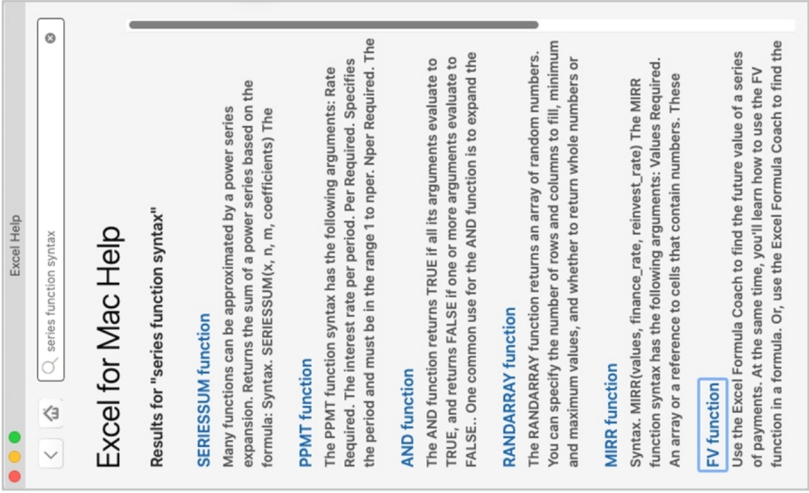 Excel Help
series function syntax
Excel for Mac Help
Results for "series function syntax"
SERIESSUM function
Many functions can be approximated by a power series
expansion. Returns the sum of a power series based on the
formula: Syntax. SERIESSUM(x, n, m, coefficients) The
PPMT function
The PPMT function syntax has the following arguments: Rate
Required. The interest rate per period. Per Required. Specifies
the period and must be in the range 1 to nper. Nper Required. The
AND function
The AND function returns TRUE if all its arguments evaluate to
TRUE, and returns FALSE if one or more arguments evaluate to
FALSE.. One common use for the AND function is to expand the
RANDARRAY function
The RANDARRAY function returns an array of random numbers.
You can specify the number of rows and columns to fill, minimum
and maximum values, and whether to return whole numbers or
MIRR function
Syntax. MIRR(values, finance_rate, reinvest_rate) The MIRR
function syntax has the following arguments: Values Required.
An array or a reference to cells that contain numbers. These
FV function
Use the Excel Formula Coach to find the future value of a series
of payments. At the same time, you'll learn how to use the FV
function in a formula. Or, use the Excel Formula Coach to find the